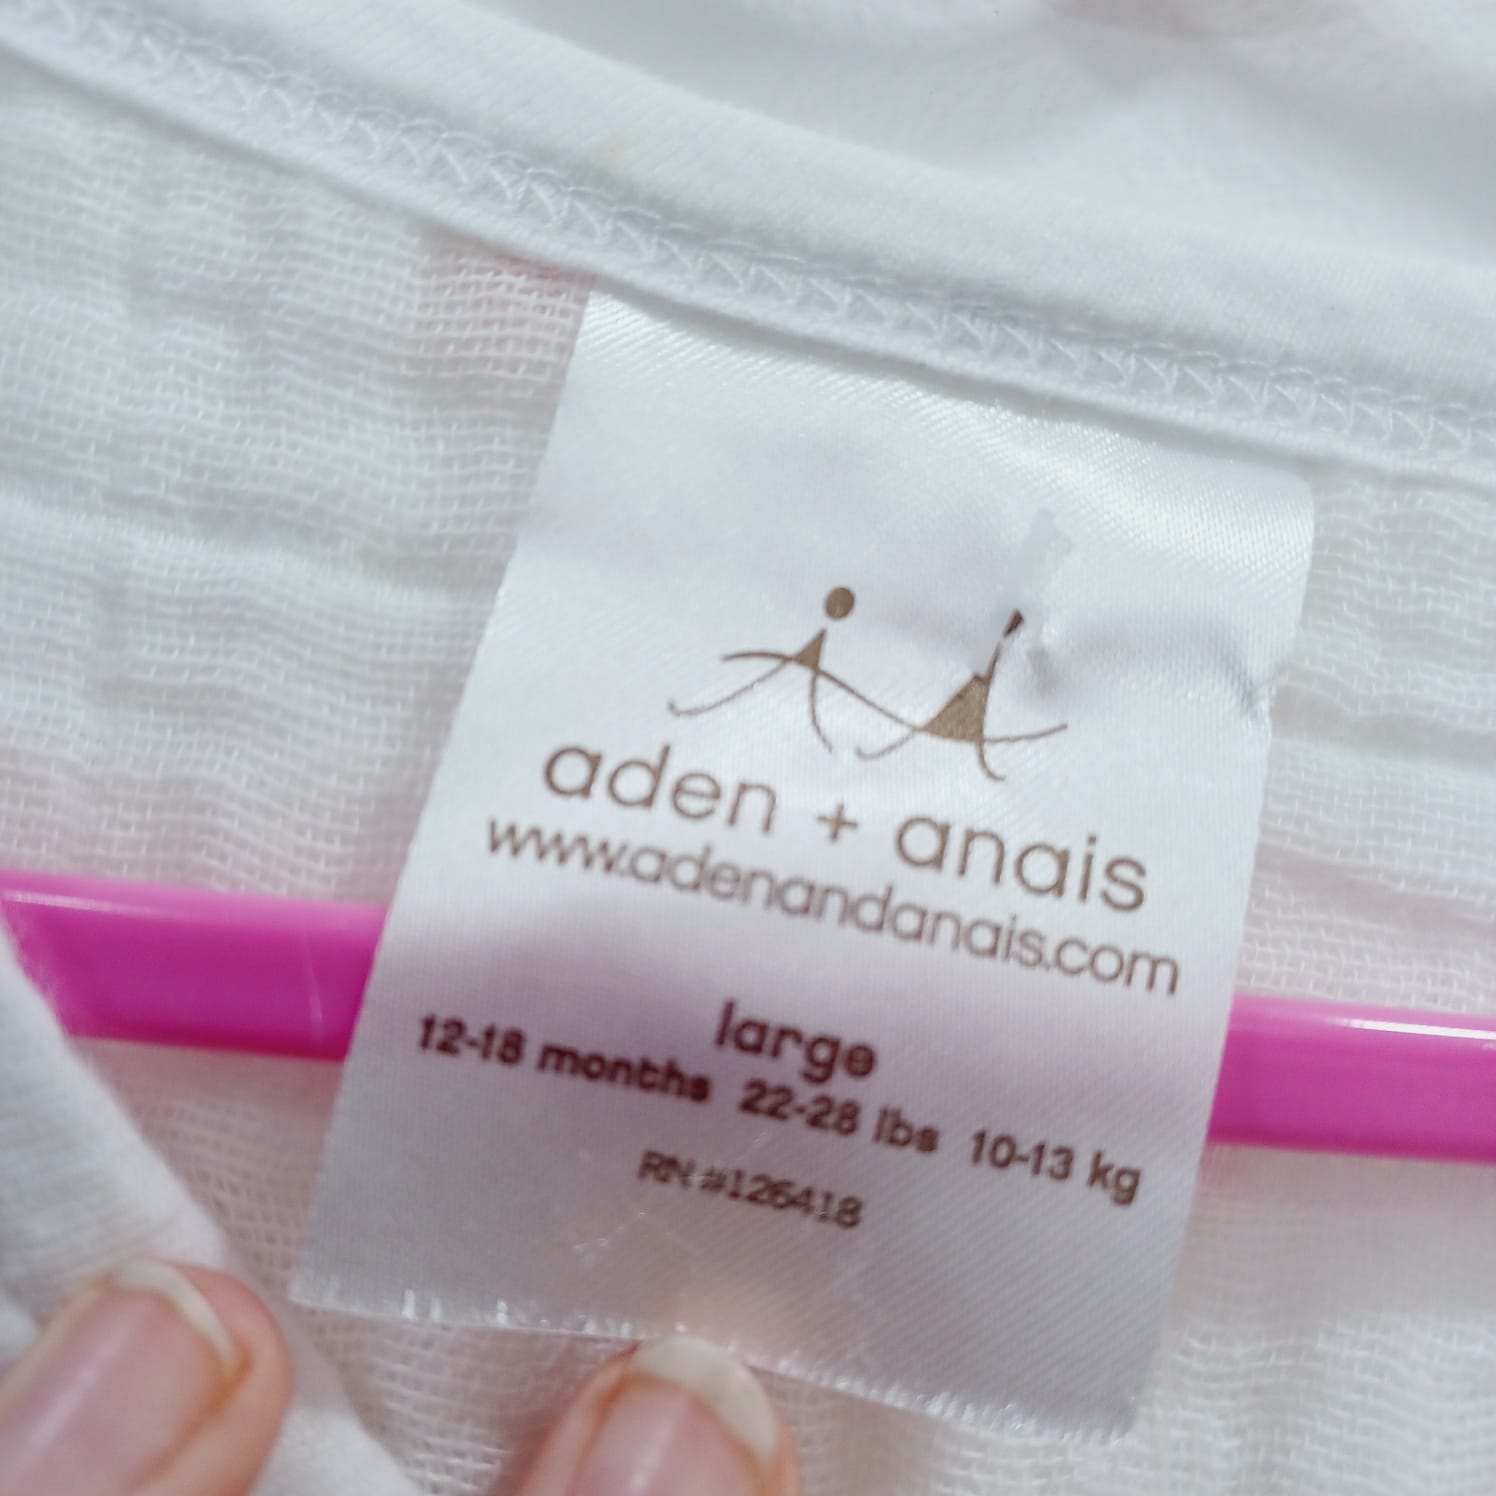 aden + anais
www.adenandanais.com
large
12-18 months 22-28 lbs 10-13 kg
RN #126418